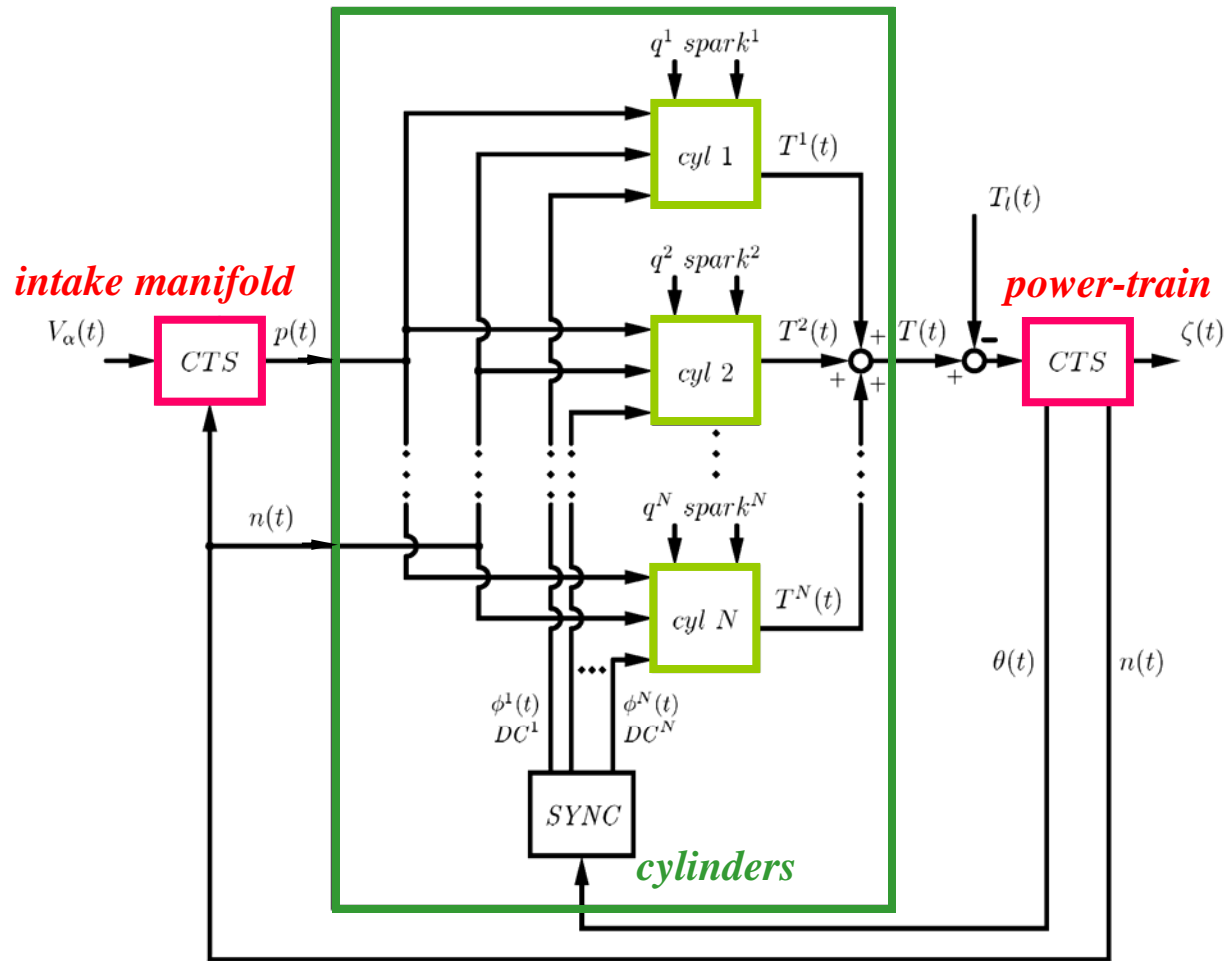 q¹ spark¹
cyl 1
T¹(t)
T_l(t)
q² spark²
intake manifold
power-train
V_α(t)
p(t)
T²(t)
T(t)
ζ(t)
CTS
cyl 2
CTS
+
+
+
+
−
q^N spark^N
n(t)
T^N(t)
cyl N
θ(t)
n(t)
φ¹(t)
DC¹
φ^N(t)
DC^N
SYNC
cylinders